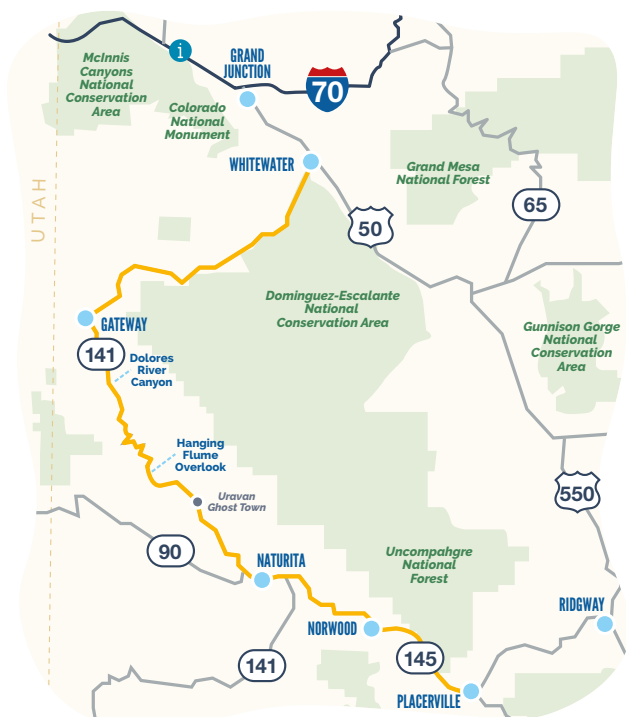 McInnis
Canyons
National
Conservation
Area
i
GRAND
JUNCTION
70
Colorado
National
Monument
WHITEWATER
Grand Mesa
National Forest
65
50
UTAH
Dominguez-Escalante
National
Conservation Area
GATEWAY
Gunnison Gorge
National
Conservation
Area
141
Dolores
River
Canyon
Hanging
Flume
Overlook
Uravan
Ghost Town
550
90
Uncompahgre
National
Forest
NATURITA
RIDGWAY
NORWOOD
141
145
PLACERVILLE